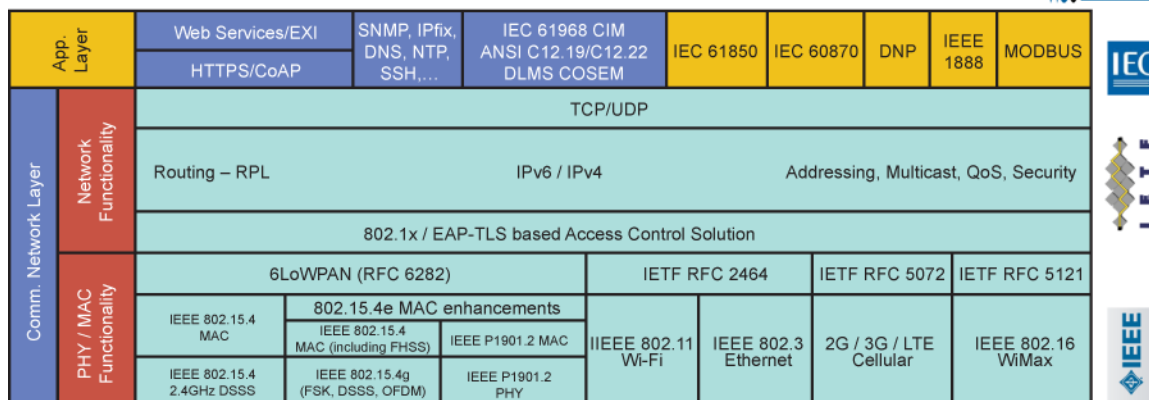 App.
Layer
Web Services/EXI
HTTPS/CoAP
SNMP, IPfix,
DNS, NTP,
SSH,...
IEC 61968 CIM
ANSI C12.19/C12.22
DLMS COSEM
IEC 61850
IEC 60870
DNP
IEEE
1888
MODBUS
IEC
Comm. Network Layer
Network
Functionality
TCP/UDP
Routing – RPL
IPv6 / IPv4
Addressing, Multicast, QoS, Security
802.1x / EAP-TLS based Access Control Solution
I E T F
PHY / MAC
Functionality
6LoWPAN (RFC 6282)
IETF RFC 2464
IETF RFC 5072
IETF RFC 5121
IEEE 802.15.4
MAC
802.15.4e MAC enhancements
IEEE 802.15.4
MAC (including FHSS)
IEEE P1901.2 MAC
IIEEE 802.11
Wi-Fi
IEEE 802.3
Ethernet
2G / 3G / LTE
Cellular
IEEE 802.16
WiMax
IEEE 802.15.4
2.4GHz DSSS
IEEE 802.15.4g
(FSK, DSSS, OFDM)
IEEE P1901.2
PHY
IEEE